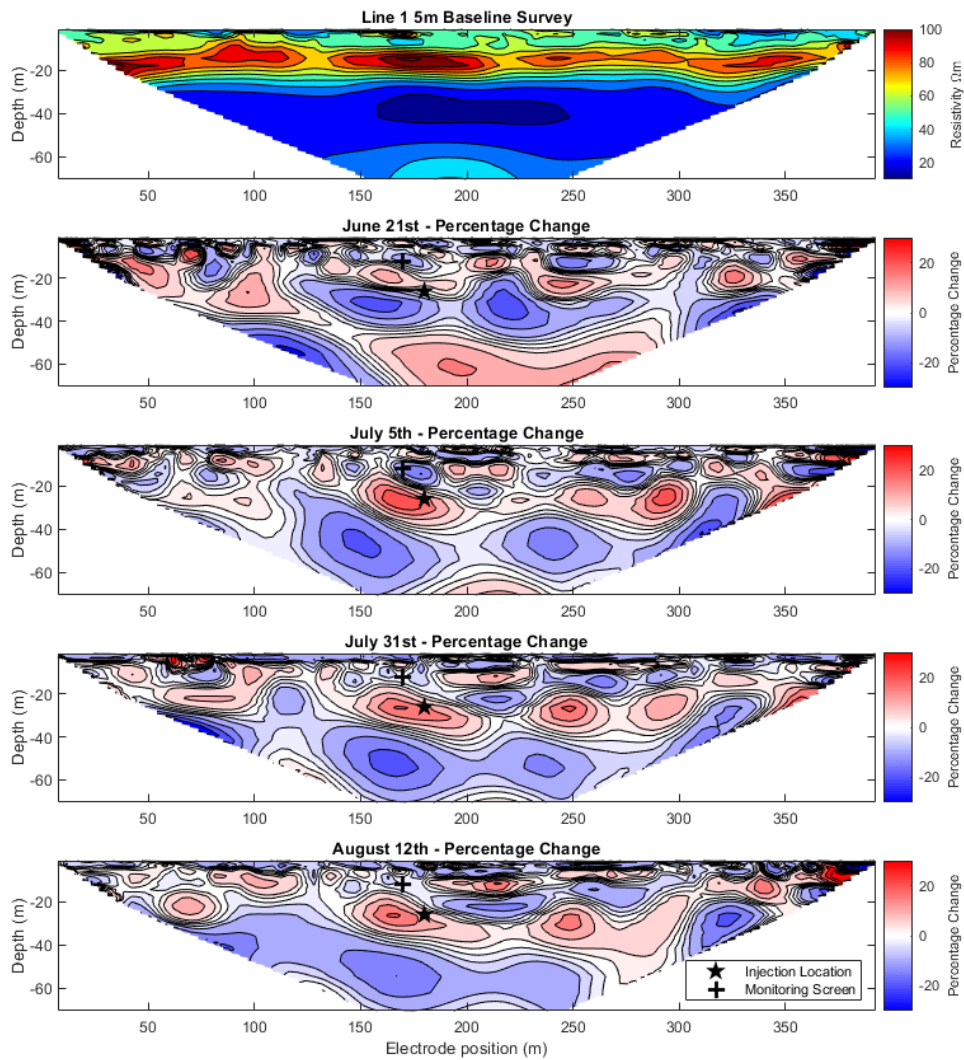 Line 1 5m Baseline Survey
Depth (m)
-20
-40
-60
50 100 150 200 250 300 350
100
80
60
40
20
Resistivity Ωm
June 21st - Percentage Change
Depth (m)
-20
-40
-60
50 100 150 200 250 300 350
20
0
-20
Percentage Change
July 5th - Percentage Change
Depth (m)
-20
-40
-60
50 100 150 200 250 300 350
20
0
-20
Percentage Change
July 31st - Percentage Change
Depth (m)
-20
-40
-60
50 100 150 200 250 300 350
20
0
-20
Percentage Change
August 12th - Percentage Change
Depth (m)
-20
-40
-60
50 100 150 200 250 300 350
20
0
-20
Percentage Change
Injection Location
Monitoring Screen
Electrode position (m)